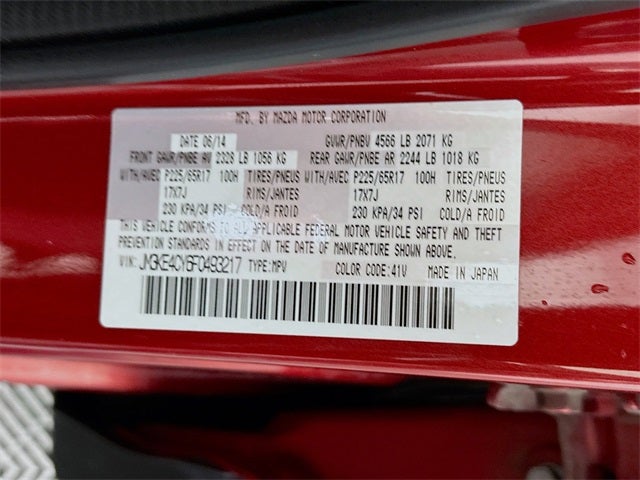 MFD. BY MAZDA MOTOR CORPORATION
DATE 06/14 GVWR/PNBV 4566 LB 2071 KG
FRONT GAWR/PNBE AV 2328 LB 1056 KG REAR GAWR/PNBE AR 2244 LB 1018 KG
WITH/AVEC P225/65R17 100H TIRES/PNEUS WITH/AVEC P225/65R17 100H TIRES/PNEUS
17X7J RIMS/JANTES 17X7J RIMS/JANTES
230 KPA/34 PSI COLD/A FROID 230 KPA/34 PSI COLD/A FROID
THIS VEHICLE CONFORMS TO ALL APPLICABLE FEDERAL MOTOR VEHICLE SAFETY AND THEFT
PREVENTION STANDARDS IN EFFECT ON THE DATE OF MANUFACTURE SHOWN ABOVE.
VIN: JM3KE4CY6F0493217 TYPE:MPV COLOR CODE:41V MADE IN JAPAN